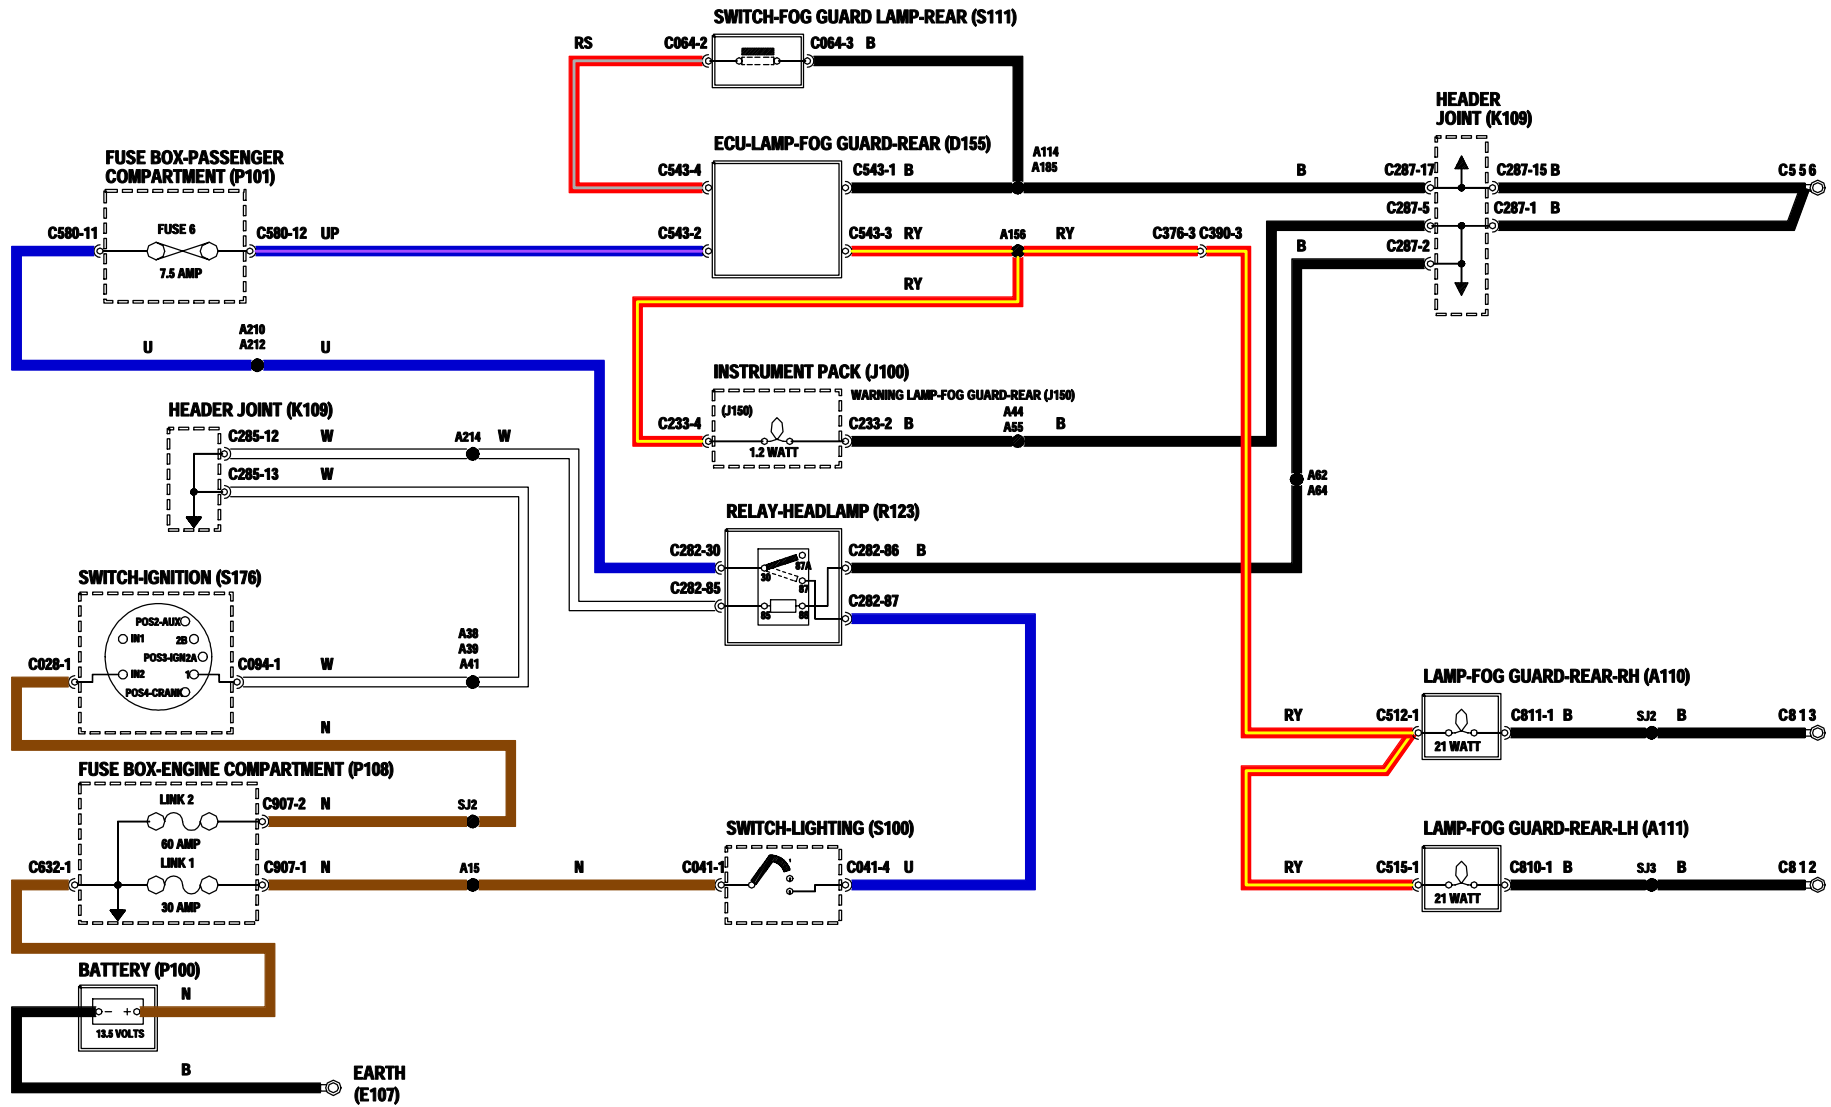 SWITCH-FOG GUARD LAMP-REAR (S111)
RS
C064-2
C064-3 B
HEADER
JOINT (K109)
ECU-LAMP-FOG GUARD-REAR (D155)
C543-4
C543-1 B
A114
A185
B
C287-17
C287-15 B
C556
FUSE BOX-PASSENGER
COMPARTMENT (P101)
C287-5
C287-1 B
C580-11
FUSE 6
7.5 AMP
C580-12 UP
C543-2
C543-3 RY
A156
RY
C376-3 C390-3
B
C287-2
RY
U
A210
A212
U
INSTRUMENT PACK (J100)
WARNING LAMP-FOG GUARD-REAR (J150)
(J150)
1.2 WATT
C233-4
C233-2 B
A44
A55
B
HEADER JOINT (K109)
C285-12 W
A214 W
C285-13 W
A62
A64
RELAY-HEADLAMP (R123)
C282-30
30
87A
87
C282-86 B
C282-85
85
86
C282-87
SWITCH-IGNITION (S176)
POS2-AUX
IN1
2B
POS3-IGN2A
IN2
1
POS4-CRANK
C028-1
C094-1 W
A38
A39
A41
N
LAMP-FOG GUARD-REAR-RH (A110)
RY
C512-1
21 WATT
C811-1 B
SJ2 B
C813
FUSE BOX-ENGINE COMPARTMENT (P108)
LINK 2
60 AMP
C907-2 N
SJ2
LINK 1
30 AMP
C632-1
C907-1 N
A15
N
SWITCH-LIGHTING (S100)
C041-1
C041-4 U
LAMP-FOG GUARD-REAR-LH (A111)
RY
C515-1
21 WATT
C810-1 B
SJ3 B
C812
BATTERY (P100)
N
- +
13.5 VOLTS
B
EARTH
(E107)